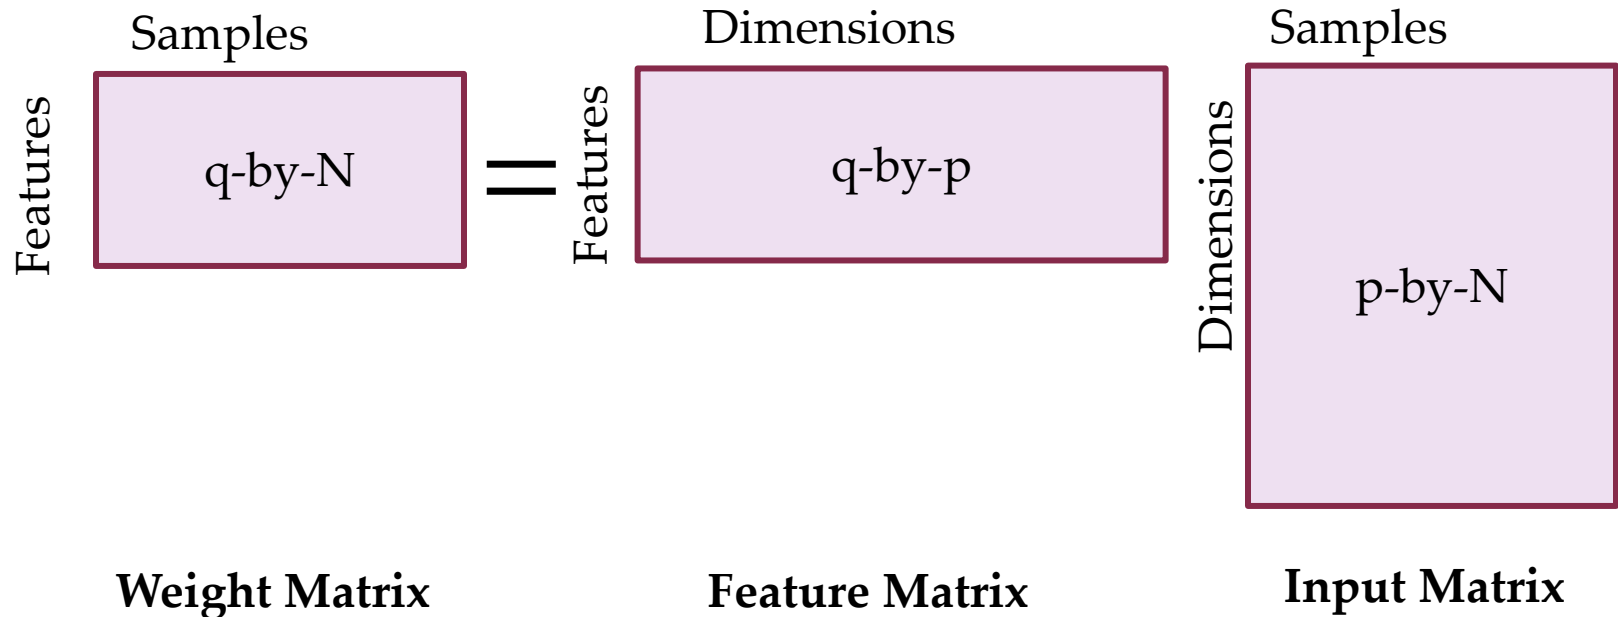 Samples
Dimensions
Samples
Features
q-by-N
=
Features
q-by-p
Dimensions
p-by-N
Weight Matrix
Feature Matrix
Input Matrix